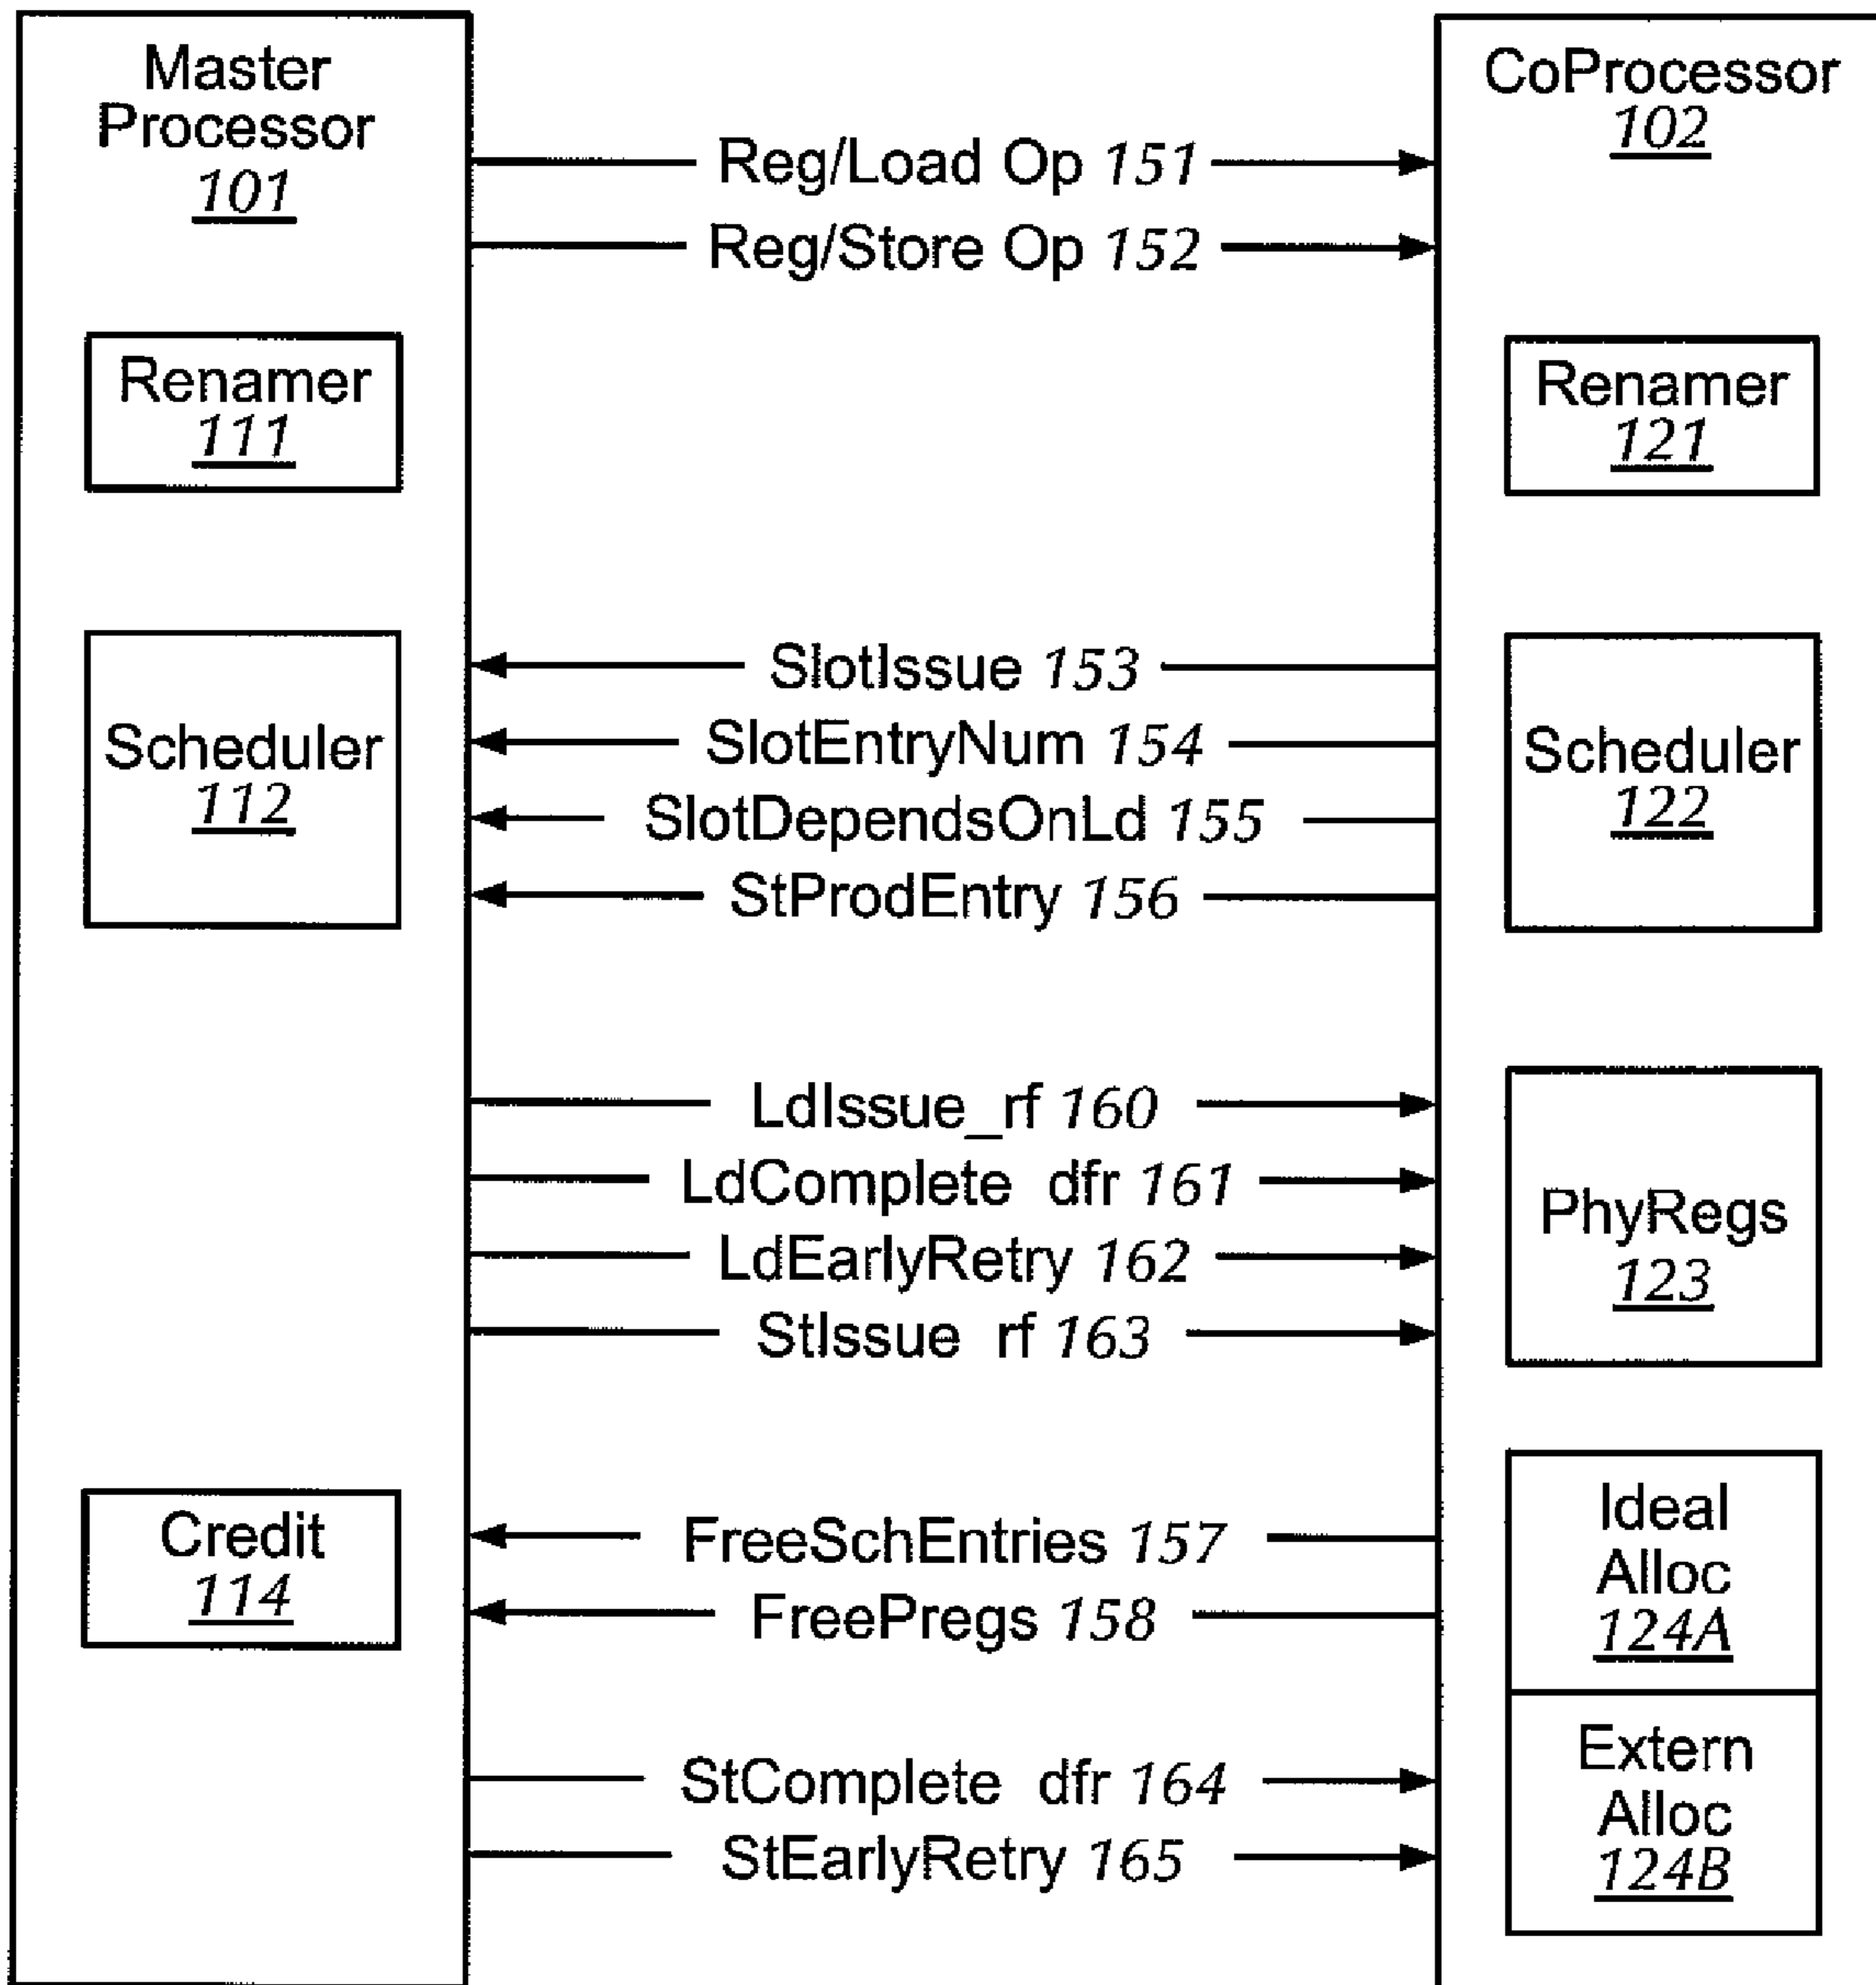 Master
Processor
101
CoProcessor
102
Reg/Load Op 151
Reg/Store Op 152
Renamer
111
Renamer
121
SlotIssue 153
SlotEntryNum 154
SlotDependsOnLd 155
StProdEntry 156
Scheduler
112
Scheduler
122
LdIssue_rf 160
LdComplete dfr 161
LdEarlyRetry 162
StIssue rf 163
PhyRegs
123
Credit
114
FreeSchEntries 157
FreePregs 158
Ideal
Alloc
124A
StComplete dfr 164
StEarlyRetry 165
Extern
Alloc
124B